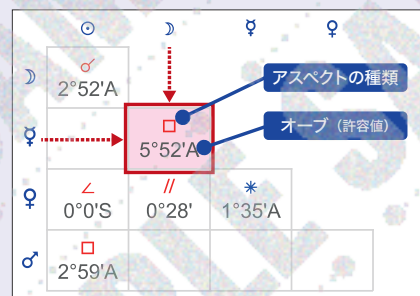 ☉ ☽ ☿ ♀
☽ ☌
2°52'A
アスペクトの種類
☿ □
5°52'A
オーブ（許容値）
♀ ∠ // ✳
0°0'S 0°28' 1°35'A
♂ □
2°59'A